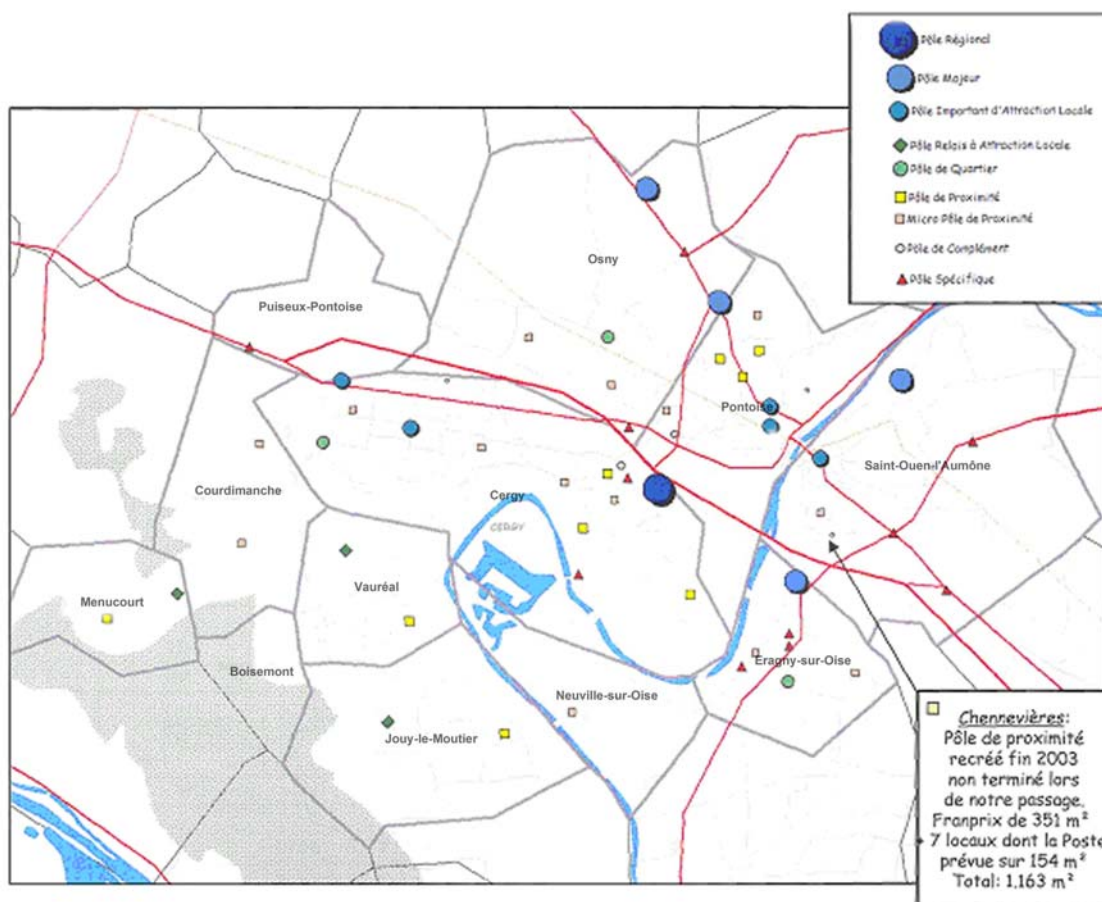 Pôle Régional
Pôle Majeur
Pôle Important d'Attraction Locale
Pôle Relais à Attraction Locale
Pôle de Quartier
Pôle de Proximité
Micro Pôle de Proximité
Pôle de Complément
Pôle Spécifique
Osny
Puiseux-Pontoise
Pontoise
Saint-Ouen-l'Aumône
Courdimanche
Cergy
CERGY
Vauréal
Menucourt
Boisemont
Eragny-sur-Oise
Neuville-sur-Oise
Jouy-le-Moutier
Chennevières:
Pôle de proximité
recréé fin 2003
non terminé lors
de notre passage.
Franprix de 351 m²
+ 7 locaux dont la Poste
prévue sur 154 m²
Total: 1.163 m²